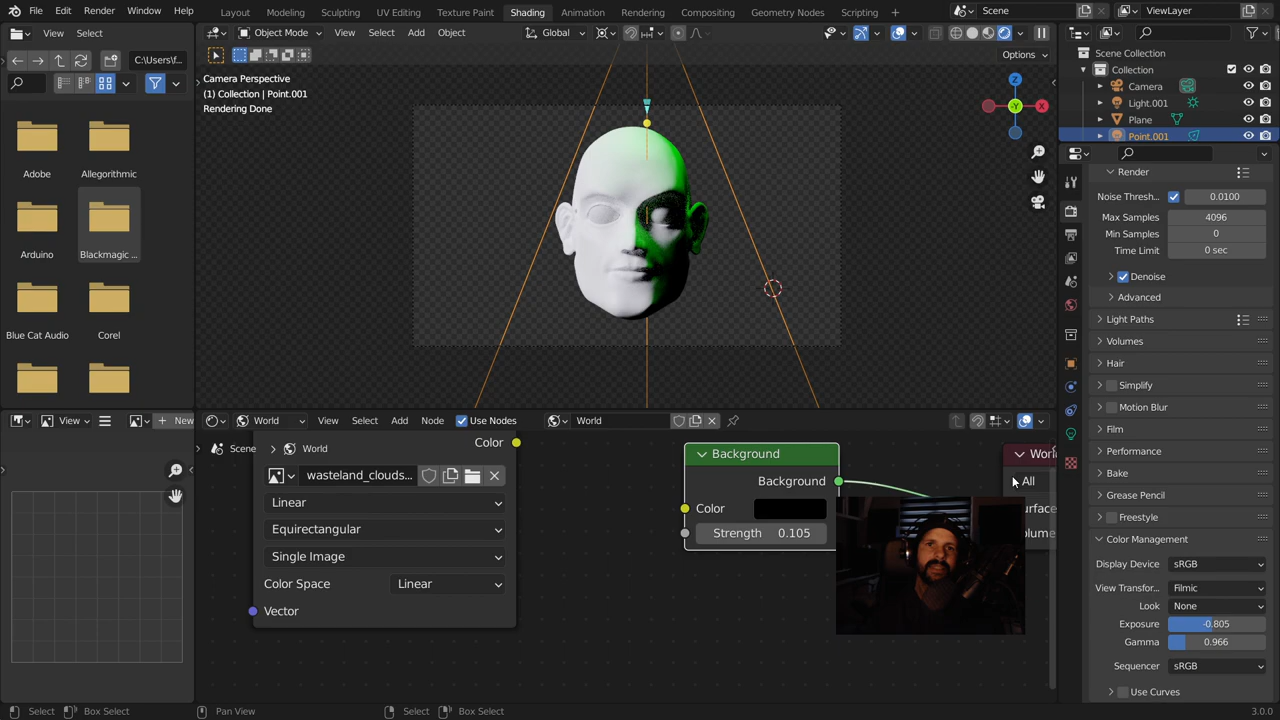 File Edit Render Window Help Layout Modeling Sculpting UV Editing Texture Paint Shading Animation Rendering Compositing Geometry Nodes Scripting + Scene ViewLayer
View Select
Object Mode View Select Add Object Global
C:\Users\f...
Options
Camera Perspective
(1) Collection | Point.001
Rendering Done
Adobe Allegorithmic
Arduino Blackmagic ...
Blue Cat Audio Corel
-Y X Z
Scene Collection
Collection
Camera
Light.001
Plane
Point.001
Render
Noise Thresh.. 0.0100
Max Samples 4096
Min Samples 0
Time Limit 0 sec
Denoise
Advanced
Light Paths
Volumes
Hair
Simplify
Motion Blur
Film
Performance
Bake
Grease Pencil
Freestyle
Color Management
Display Device sRGB
View Transfor.. Filmic
Look None
Exposure -0.805
Gamma 0.966
Sequencer sRGB
Use Curves
View + New
World View Select Add Node Use Nodes World
Scene World
Color
wasteland_clouds...
Linear
Equirectangular
Single Image
Color Space Linear
Vector
Background
Background
Color
Strength 0.105
Worl
All
Surface
Volume
Select Box Select Pan View Select Box Select 3.0.0